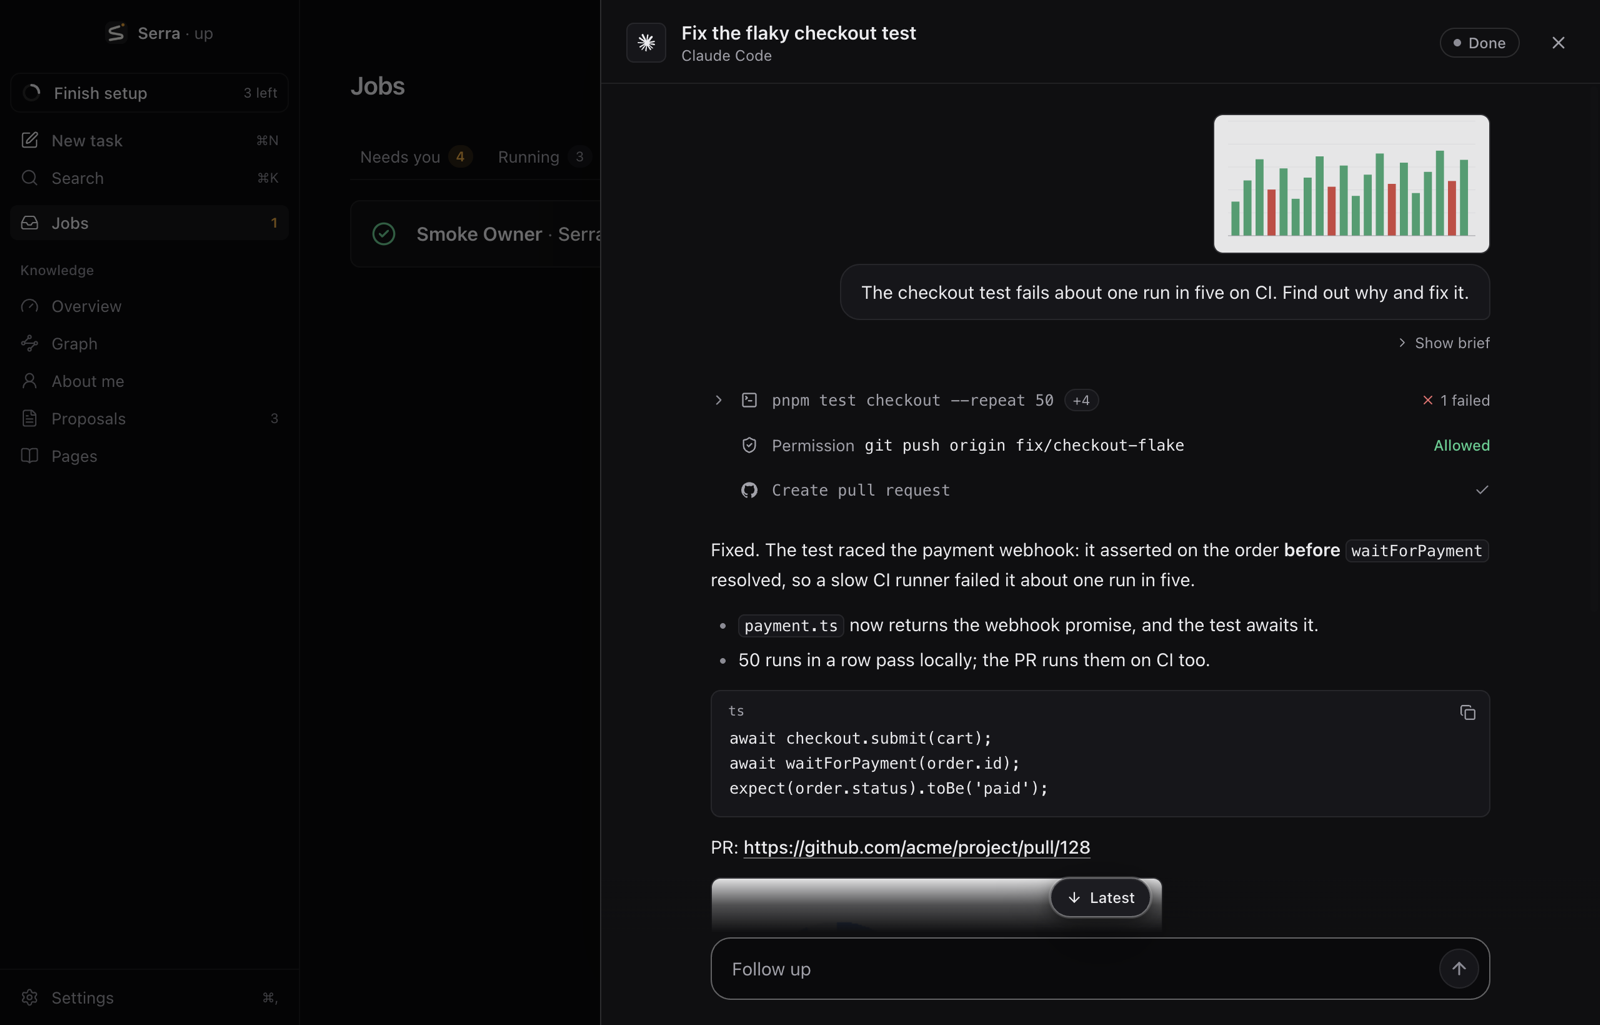 Serra · up
Finish setup 3 left
New task ⌘N
Search ⌘K
Jobs 1
Knowledge
Overview
Graph
About me
Proposals 3
Pages
Settings ⌘,
Jobs
Needs you 4 Running 3
Smoke Owner · Serra
Fix the flaky checkout test
Claude Code
Done
The checkout test fails about one run in five on CI. Find out why and fix it.
Show brief
pnpm test checkout --repeat 50 +4 1 failed
Permission git push origin fix/checkout-flake Allowed
Create pull request
Fixed. The test raced the payment webhook: it asserted on the order before waitForPayment
resolved, so a slow CI runner failed it about one run in five.
payment.ts now returns the webhook promise, and the test awaits it.
50 runs in a row pass locally; the PR runs them on CI too.
ts
await checkout.submit(cart);
await waitForPayment(order.id);
expect(order.status).toBe('paid');
PR: https://github.com/acme/project/pull/128
Latest
Follow up